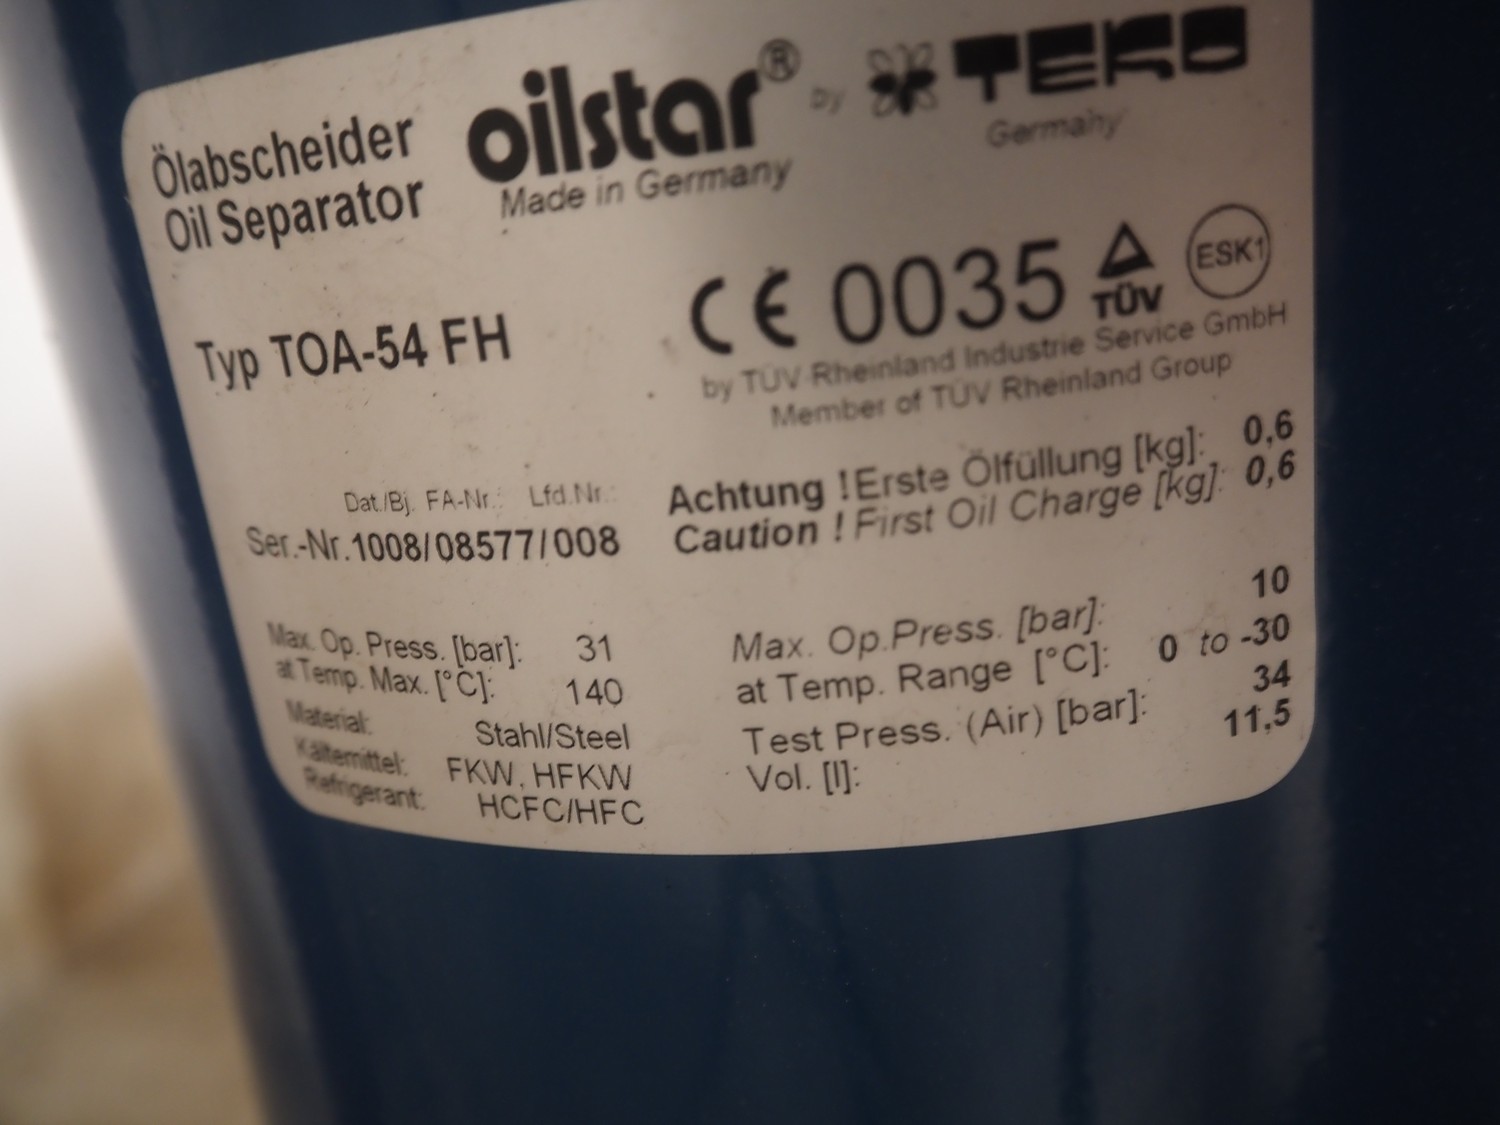 Ölabscheider
Oil Separator
oilstar® by TEKO
Made in Germany
Germany
Typ TOA-54 FH
CE 0035 TÜV ESK1
by TÜV Rheinland Industrie Service GmbH
Member of TÜV Rheinland Group
Dat./Bj. FA-Nr.: Lfd.Nr.:
Ser.-Nr.1008/08577/008
Achtung !Erste Ölfüllung [kg]: 0,6
Caution ! First Oil Charge [kg]: 0,6
Max. Op. Press. [bar]: 31
at Temp. Max. [°C]: 140
Material: Stahl/Steel
Kältemittel: FKW, HFKW
Refrigerant: HCFC/HFC
Max. Op.Press. [bar]: 10
at Temp. Range [°C]: 0 to -30
Test Press. (Air) [bar]: 34
Vol. [l]: 11,5